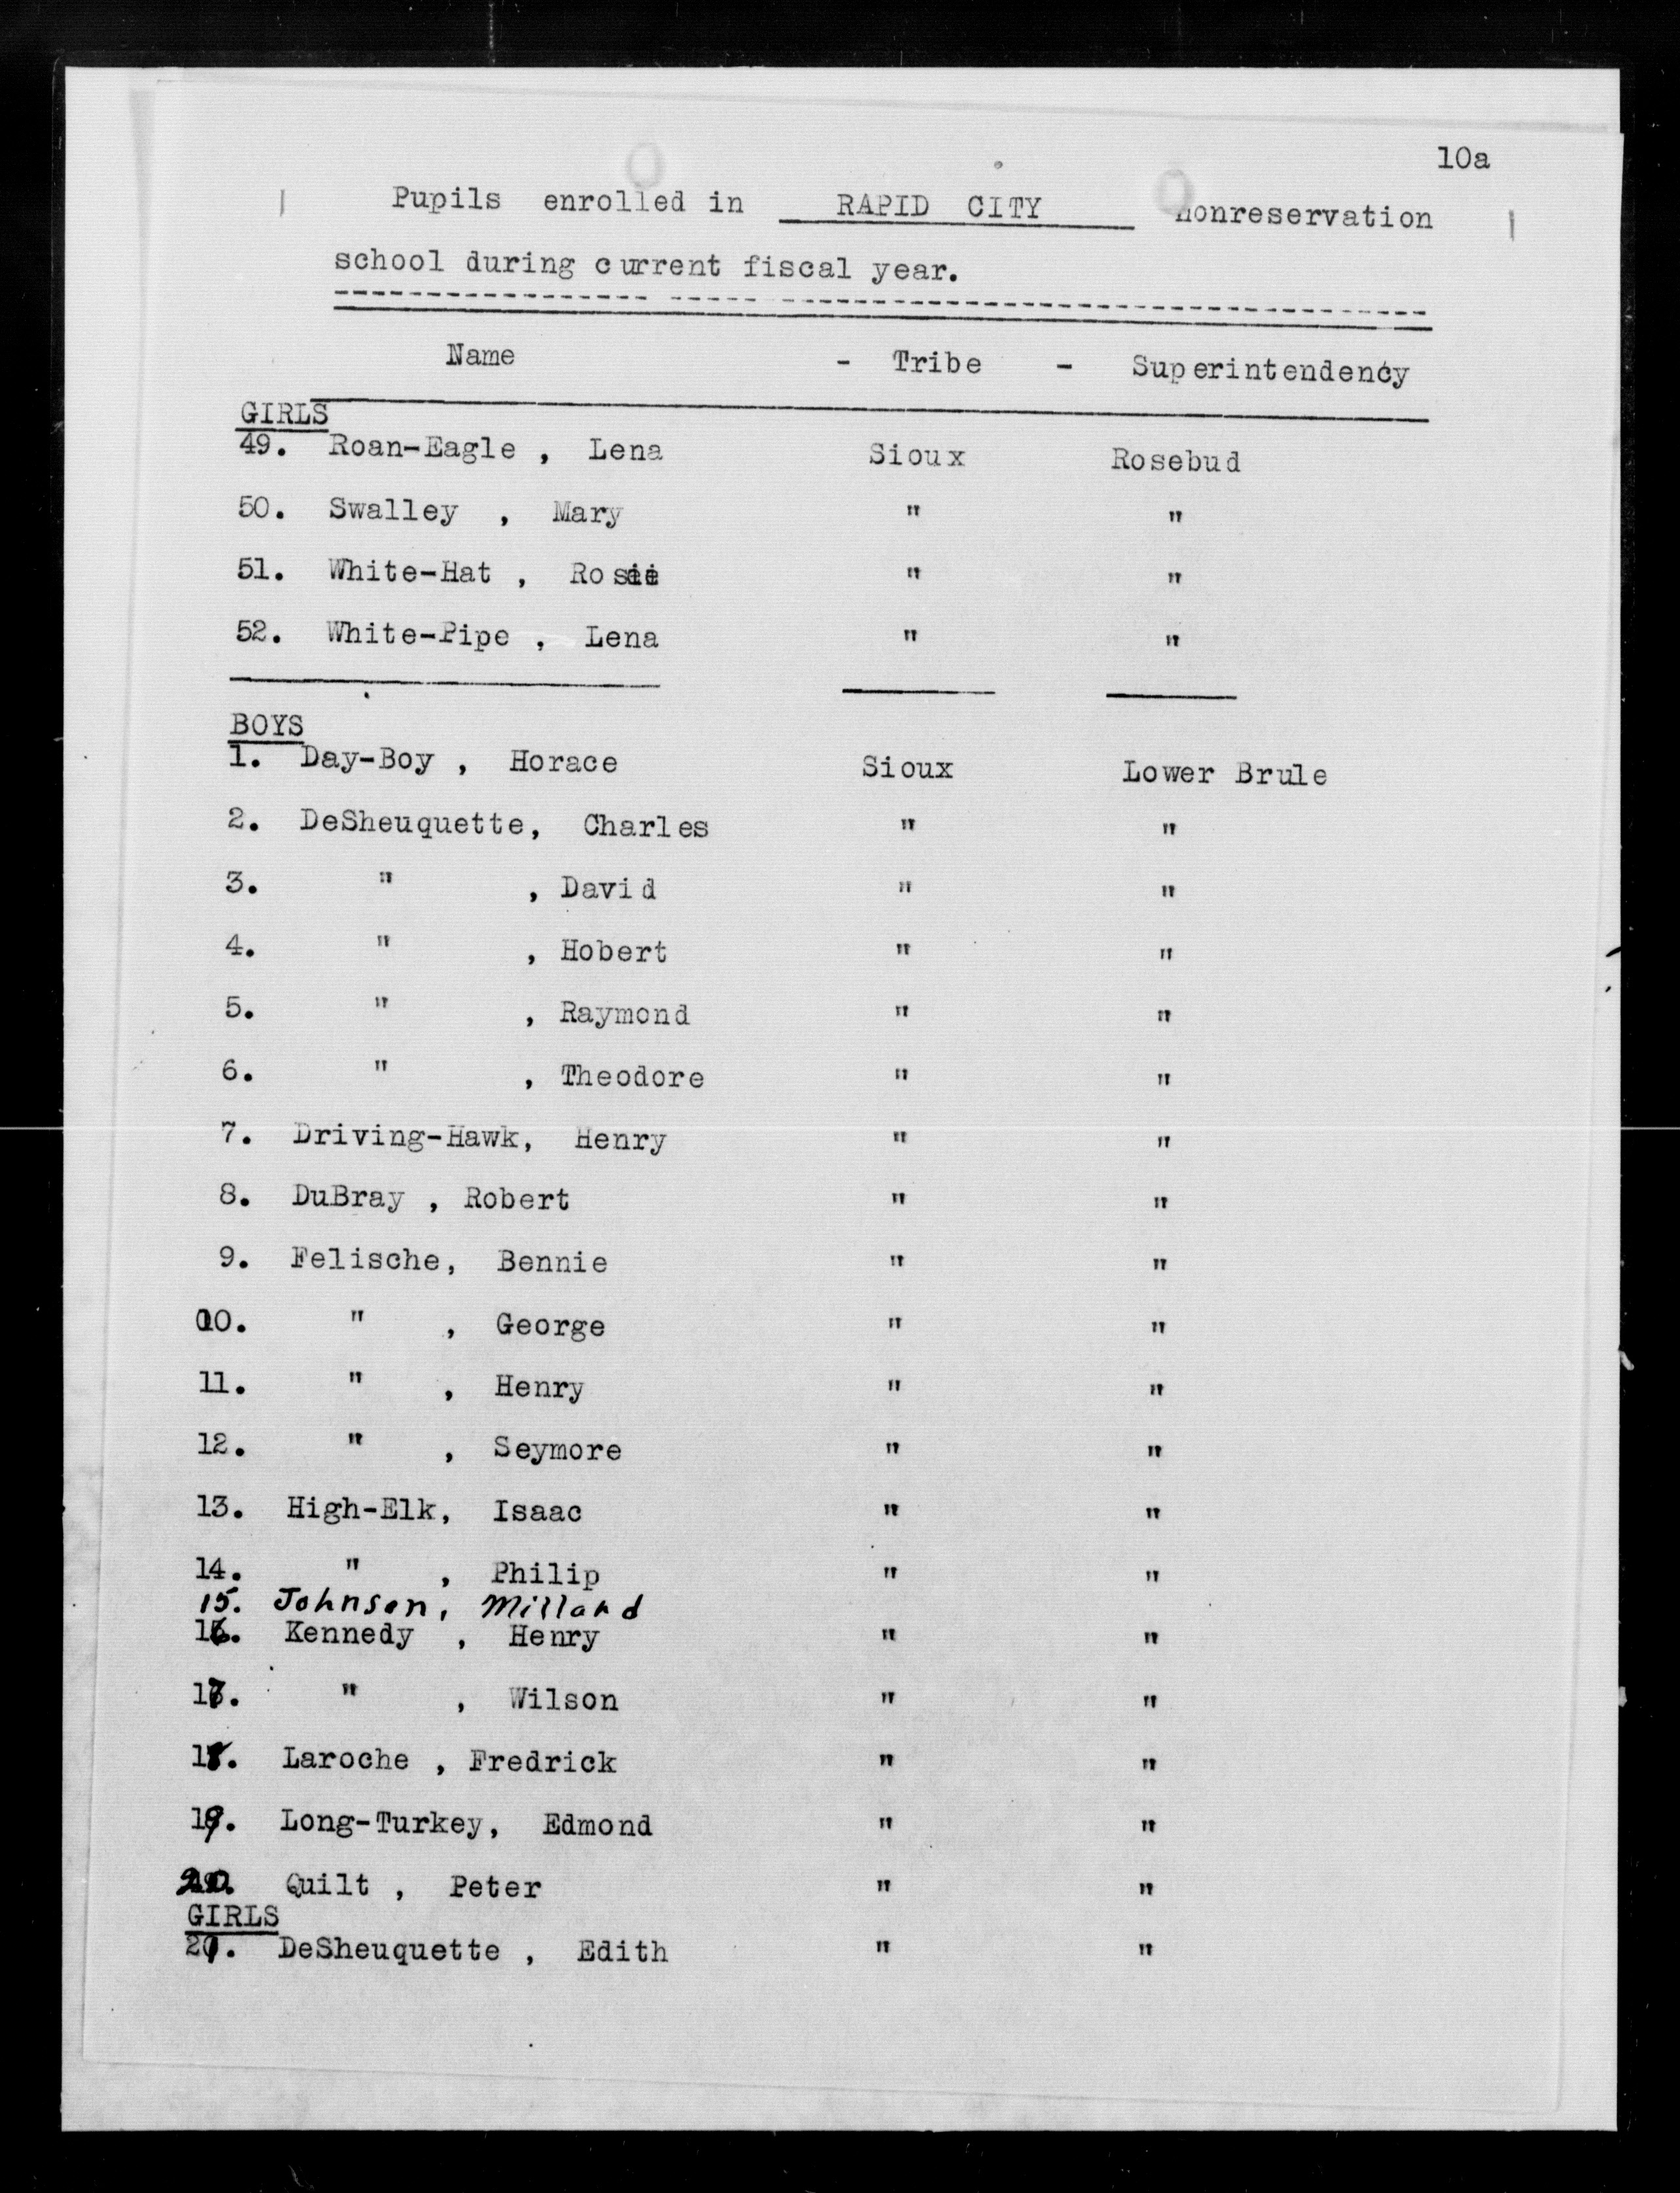 10a
Pupils enrolled in RAPID CITY nonreservation
school during current fiscal year.
Name - Tribe - Superintendency
GIRLS
49. Roan-Eagle , Lena Sioux Rosebud
50. Swalley , Mary " "
51. White-Hat , Rosie " "
52. White-Pipe , Lena " "
BOYS
1. Day-Boy , Horace Sioux Lower Brule
2. DeSheuquette, Charles " "
3. " , David " "
4. " , Hobert " "
5. " , Raymond " "
6. " , Theodore " "
7. Driving-Hawk, Henry " "
8. DuBray , Robert " "
9. Felische, Bennie " "
10. " , George " "
11. " , Henry " "
12. " , Seymore " "
13. High-Elk, Isaac " "
14. " , Philip " "
15. Johnson, Millard
16. Kennedy , Henry " "
17. " , Wilson " "
18. Laroche , Fredrick " "
19. Long-Turkey, Edmond " "
20. Quilt , Peter " "
GIRLS
21. DeSheuquette , Edith " "